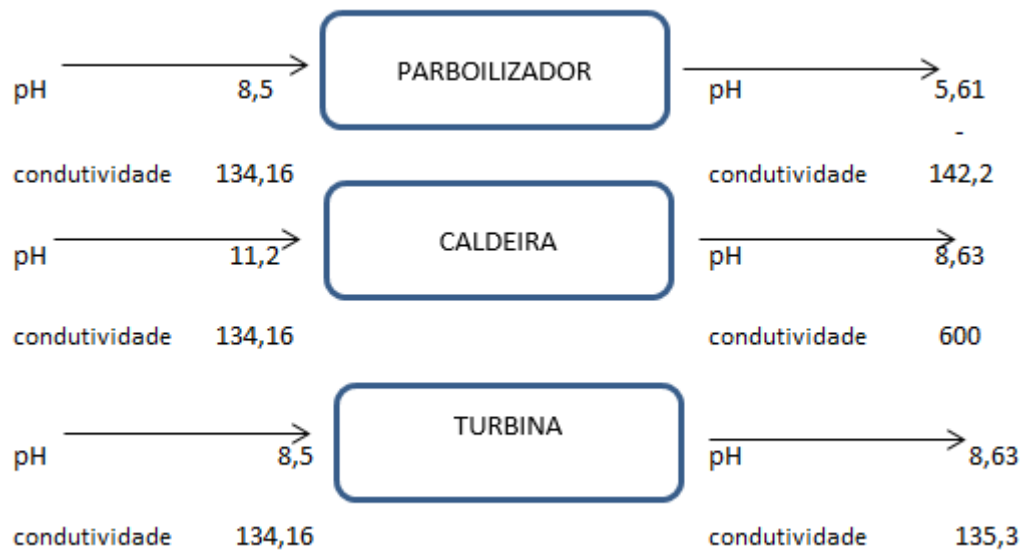 PARBOILIZADOR
pH 8,5 pH 5,61
-
condutividade 134,16 condutividade 142,2
CALDEIRA
pH 11,2 pH 8,63
condutividade 134,16 condutividade 600
TURBINA
pH 8,5 pH 8,63
condutividade 134,16 condutividade 135,3